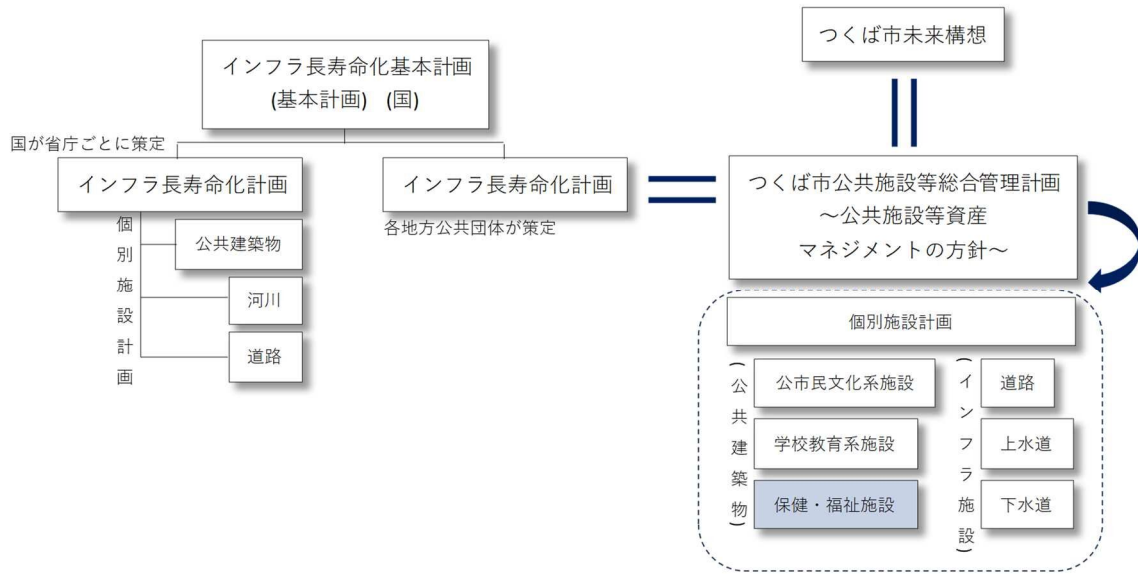 つくば市未来構想
インフラ長寿命化基本計画
(基本計画) (国)
国が省庁ごとに策定
インフラ長寿命化計画
インフラ長寿命化計画
各地方公共団体が策定
つくば市公共施設等総合管理計画
～公共施設等資産
マネジメントの方針～
個別施設計画
公共建築物
河川
道路
個別施設計画
(公共建築物)
公市民文化系施設
学校教育系施設
保健・福祉施設
(インフラ施設)
道路
上水道
下水道